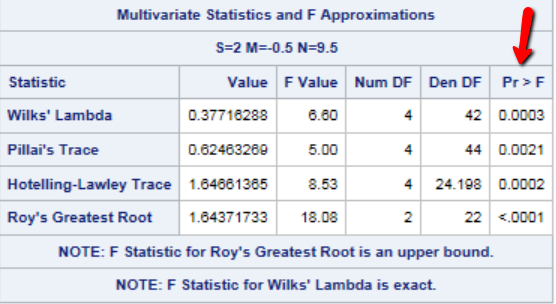 Multivariate Statistics and F Approximations
S=2 M=-0.5 N=9.5
Statistic Value F Value Num DF Den DF Pr > F
Wilks' Lambda 0.37716288 6.60 4 42 0.0003
Pillai's Trace 0.62463269 5.00 4 44 0.0021
Hotelling-Lawley Trace 1.64661365 8.53 4 24.198 0.0002
Roy's Greatest Root 1.64371733 18.08 2 22 <.0001
NOTE: F Statistic for Roy's Greatest Root is an upper bound.
NOTE: F Statistic for Wilks' Lambda is exact.